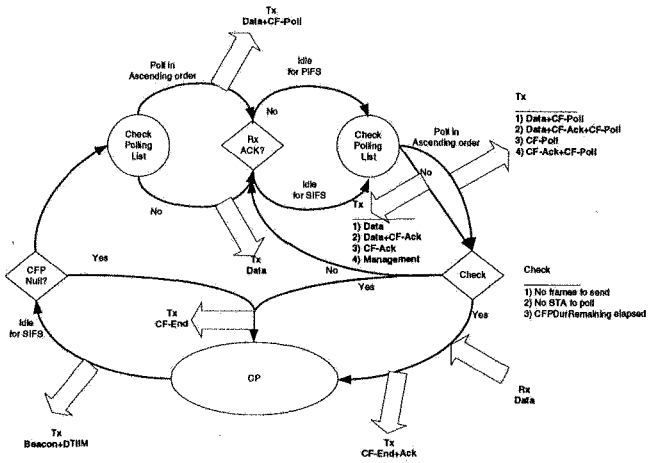 Tx
Data+CF-Poll
Poll in
Ascending order
Idle
for PIFS
No
Check
Polling
List
Rx
ACK?
Check
Polling
List
Poll in
Ascending order
No
Tx
1) Data+CF-Poll
2) Data+CF-Ack+CF-Poll
3) CF-Poll
4) CF-Ack+CF-Poll
No
Idle
for SIFS
Tx
1) Data
2) Data+CF-Ack
3) CF-Ack
4) Management
Tx
Data
CFP
Null?
Yes
No
Yes
Check
Check
1) No frames to send
2) No STA to poll
3) CFPDurRemaining elapsed
Idle
for SIFS
Tx
CF-End
Yes
CP
Rx
Data
Tx
Beacon+DTIM
Tx
CF-End+Ack